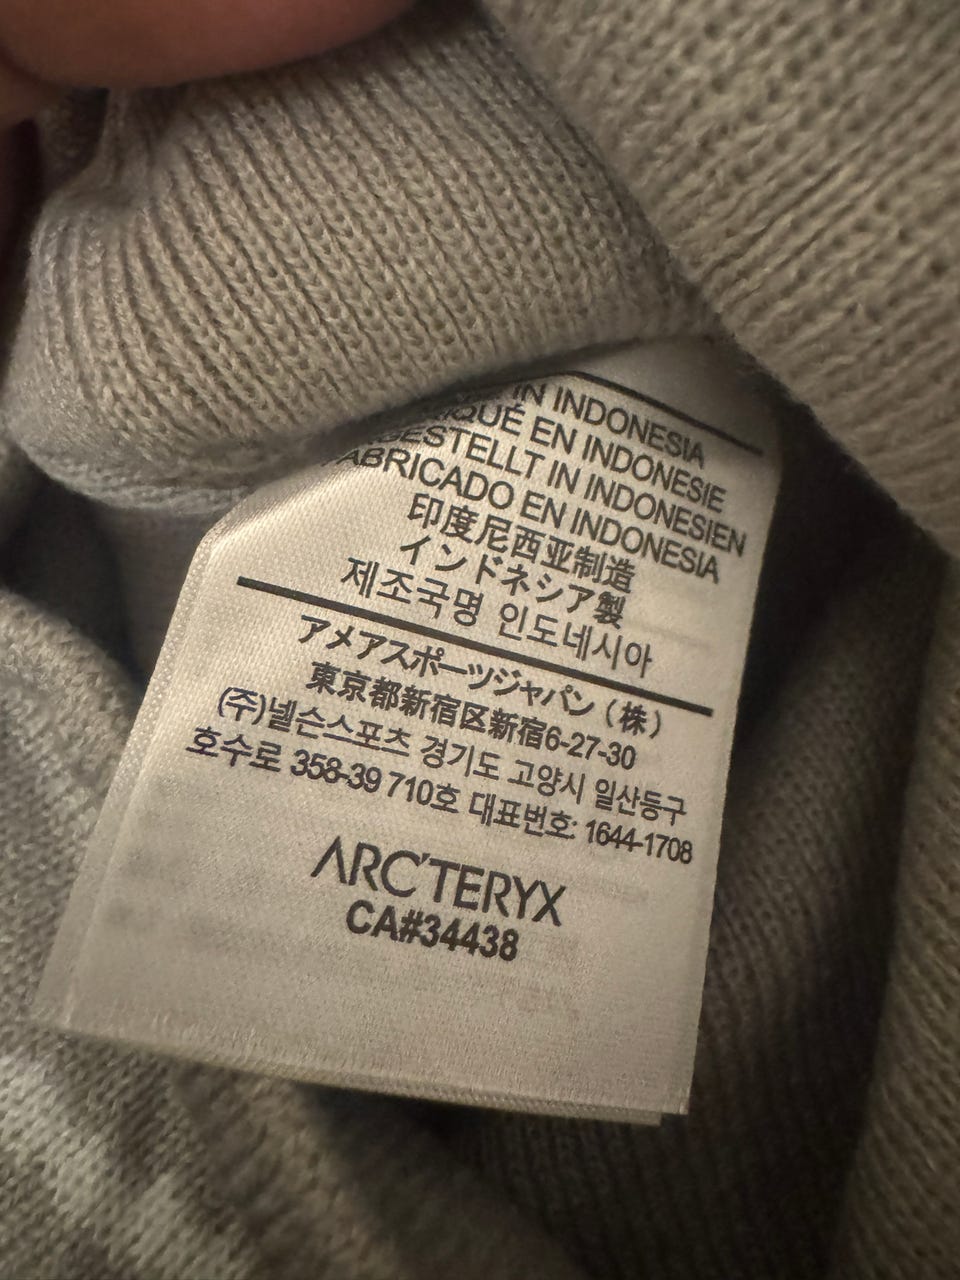 IN INDONESIA
EN INDONESIE
IN INDONESIEN
FABRICADO EN INDONESIA
印度尼西亚制造
インドネシア製
제조국명 인도네시아
アメアスポーツジャパン（株）
東京都新宿区新宿6-27-30
(주)넬슨스포츠 경기도 고양시 일산동구
호수로 358-39 710호 대표번호: 1644-1708
ARC'TERYX
CA#34438